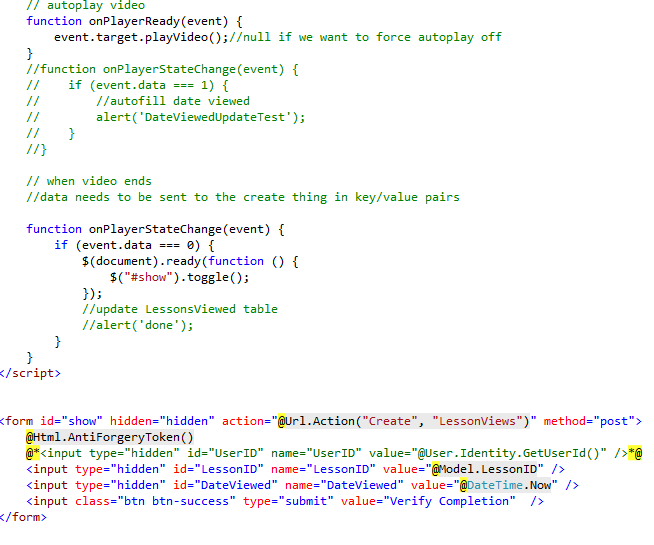 // autoplay video
function onPlayerReady(event) {
event.target.playVideo();//null if we want to force autoplay off
}
//function onPlayerStateChange(event) {
//    if (event.data === 1) {
//        //autofill date viewed
//        alert('DateViewedUpdateTest');
//    }
//}
// when video ends
//data needs to be sent to the create thing in key/value pairs
function onPlayerStateChange(event) {
if (event.data === 0) {
$(document).ready(function () {
$("#show").toggle();
});
//update LessonsViewed table
//alert('done');
}
}
</script>
<form id="show" hidden="hidden" action="@Url.Action("Create", "LessonViews")" method="post">
@Html.AntiForgeryToken()
@*<input type="hidden" id="UserID" name="UserID" value="@User.Identity.GetUserId()" />*@
<input type="hidden" id="LessonID" name="LessonID" value="@Model.LessonID" />
<input type="hidden" id="DateViewed" name="DateViewed" value="@DateTime.Now" />
<input class="btn btn-success" type="submit" value="Verify Completion"  />
</form>